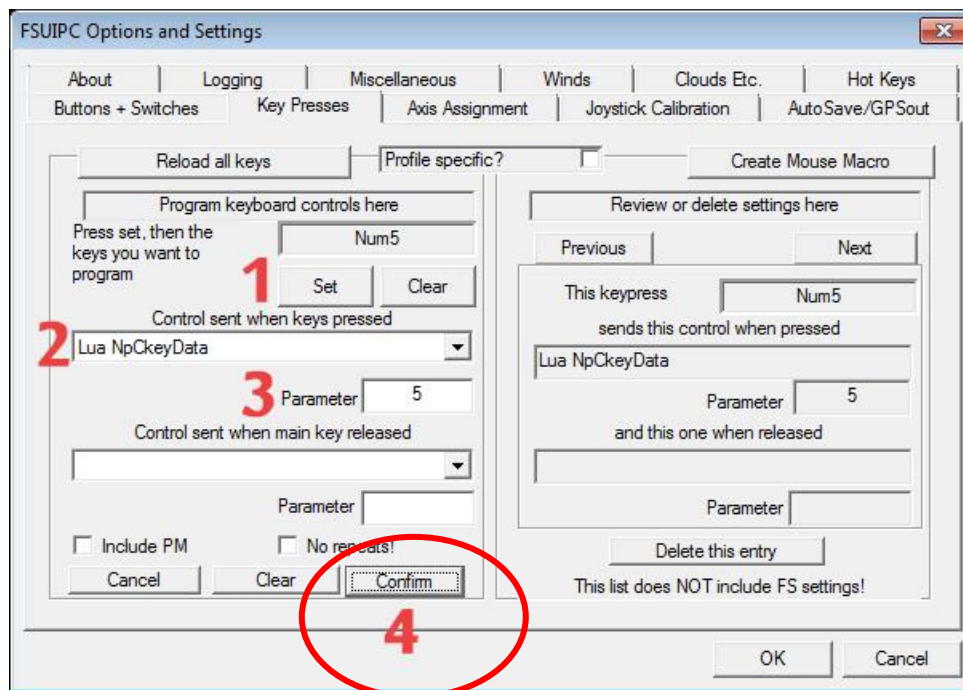 FSUIPC Options and Settings
About Logging Miscellaneous Winds Clouds Etc. Hot Keys
Buttons + Switches Key Presses Axis Assignment Joystick Calibration AutoSave/GPSout
Reload all keys Profile specific? Create Mouse Macro
Program keyboard controls here
Press set, then the
keys you want to
program
Num5
1 Set Clear
Control sent when keys pressed
2 Lua NpCkeyData
3 Parameter 5
Control sent when main key released
Parameter
Include PM No repeats!
Cancel Clear Confirm
4
Review or delete settings here
Previous Next
This keypress Num5
sends this control when pressed
Lua NpCkeyData
Parameter 5
and this one when released
Parameter
Delete this entry
This list does NOT include FS settings!
OK Cancel